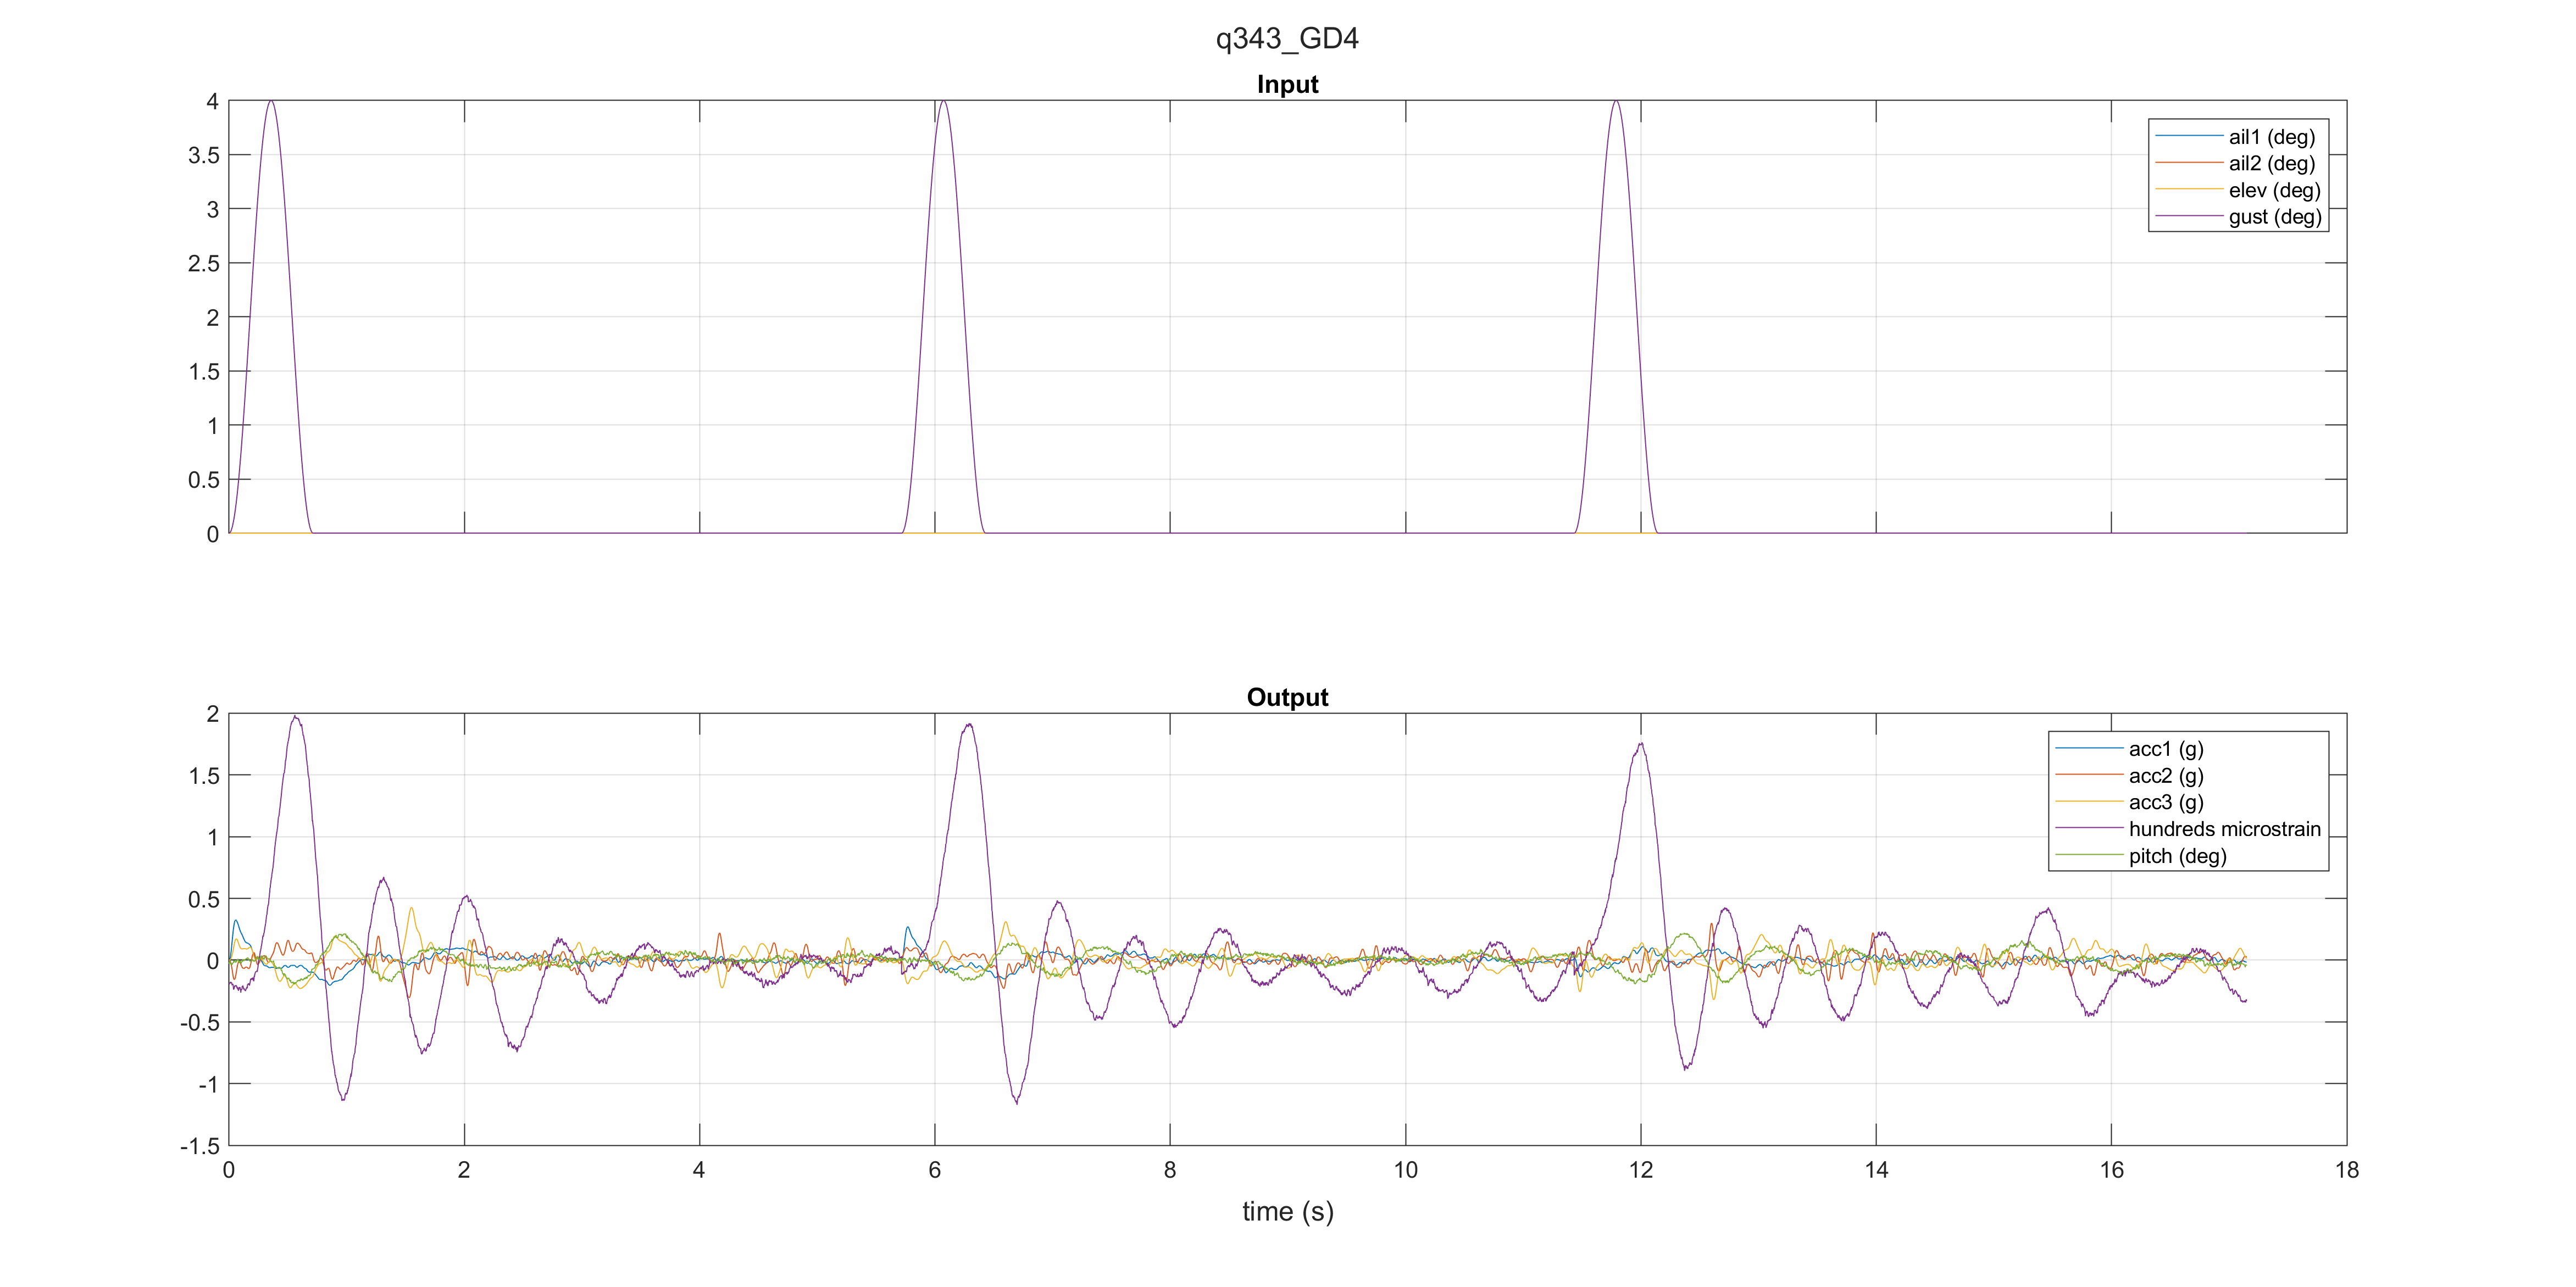 q343_GD4
Input
4
3.5
3
2.5
2
1.5
1
0.5
0
ail1 (deg)
ail2 (deg)
elev (deg)
gust (deg)
Output
2
1.5
1
0.5
0
-0.5
-1
-1.5
acc1 (g)
acc2 (g)
acc3 (g)
hundreds microstrain
pitch (deg)
0 2 4 6 8 10 12 14 16 18
time (s)